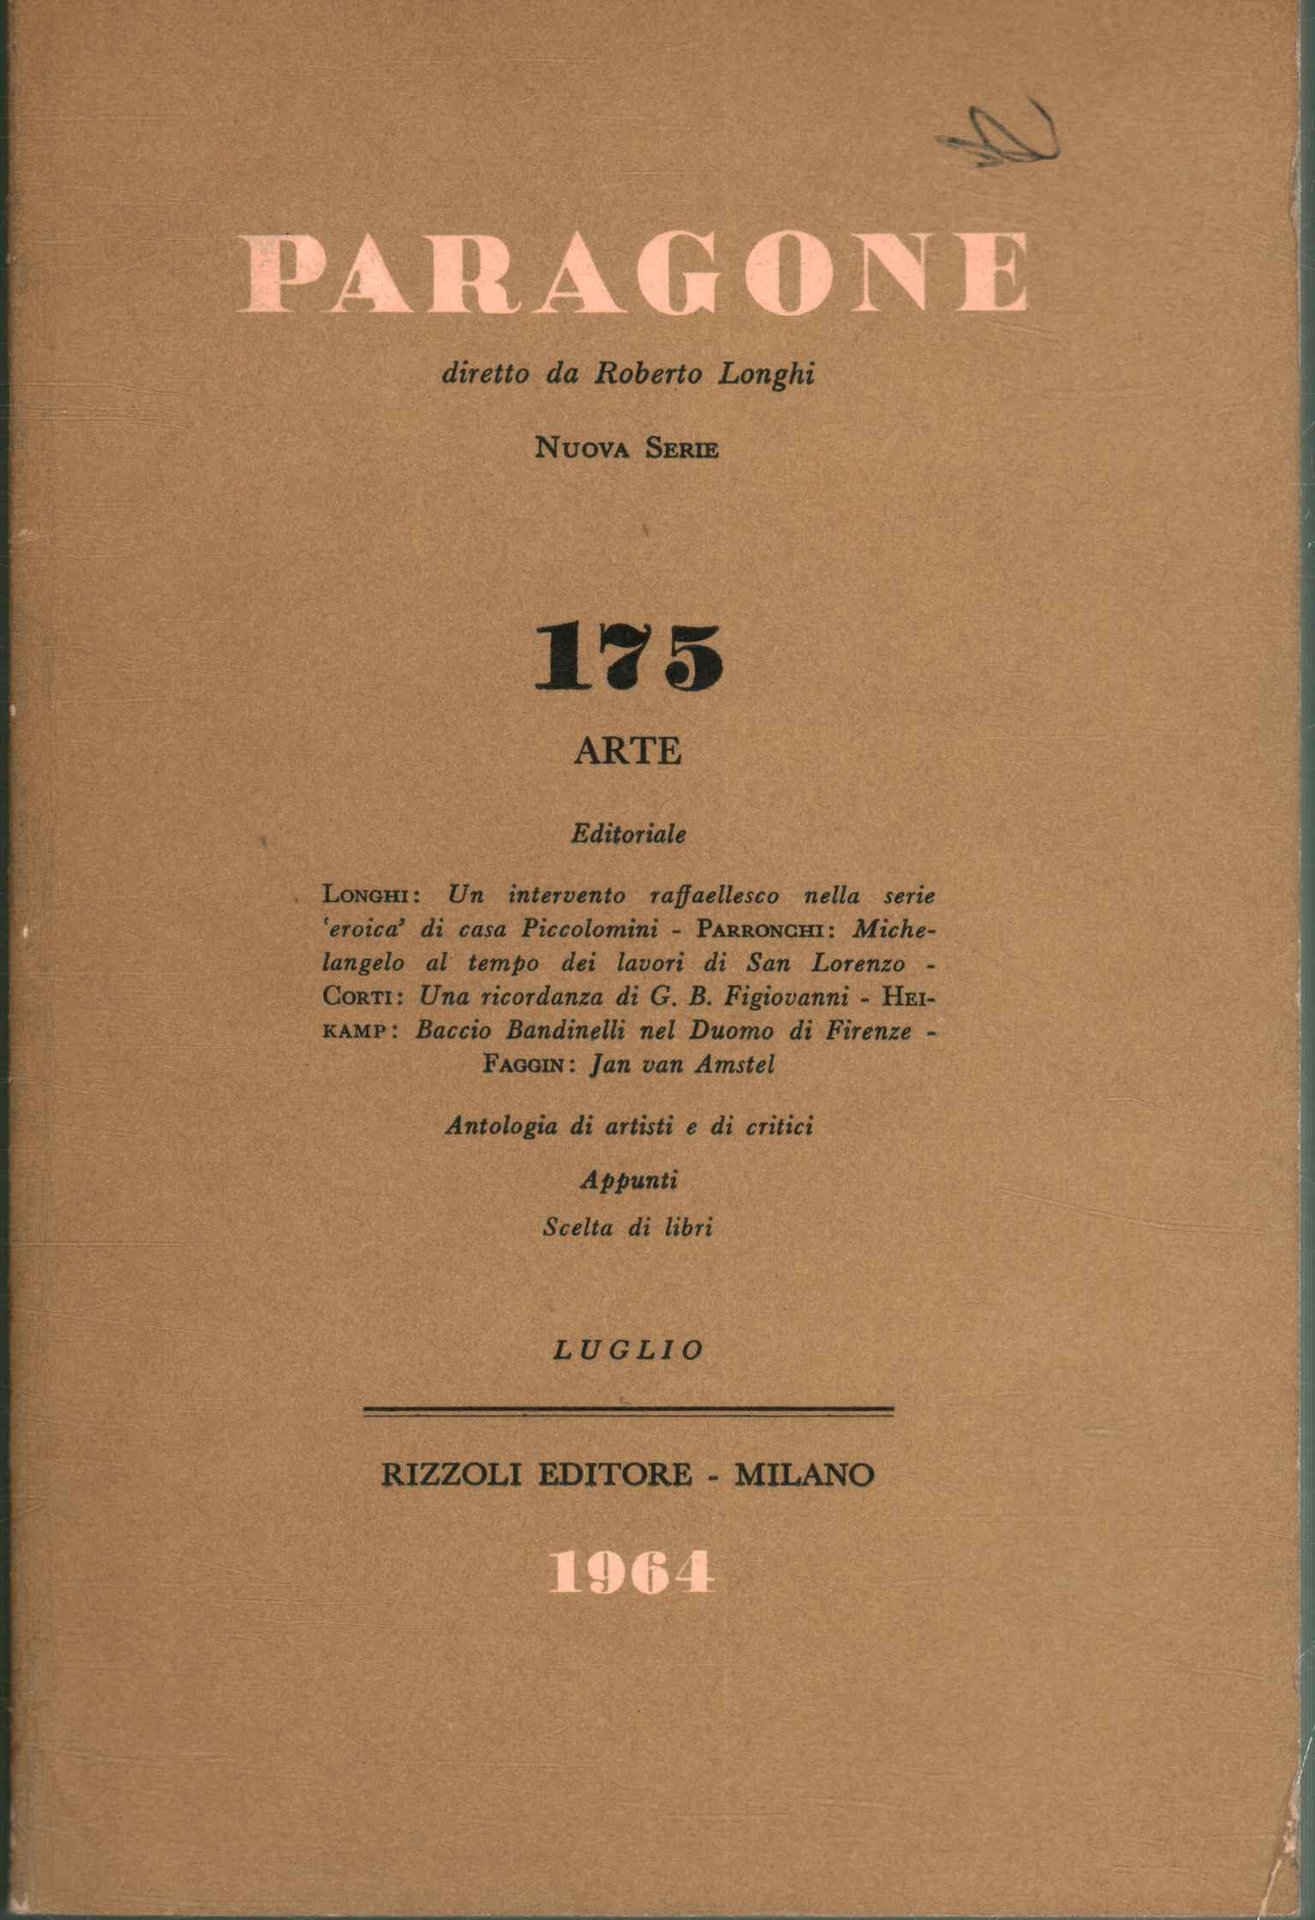 PARAGONE
diretto da Roberto Longhi
Nuova Serie
175
ARTE
Editoriale
Longhi: Un intervento raffaellesco nella serie
'eroica' di casa Piccolomini - Parronchi: Miche-
langelo al tempo dei lavori di San Lorenzo -
Corti: Una ricordanza di G. B. Figiovanni - Hei-
kamp: Baccio Bandinelli nel Duomo di Firenze -
Faggin: Jan van Amstel
Antologia di artisti e di critici
Appunti
Scelta di libri
LUGLIO
RIZZOLI EDITORE - MILANO
1964